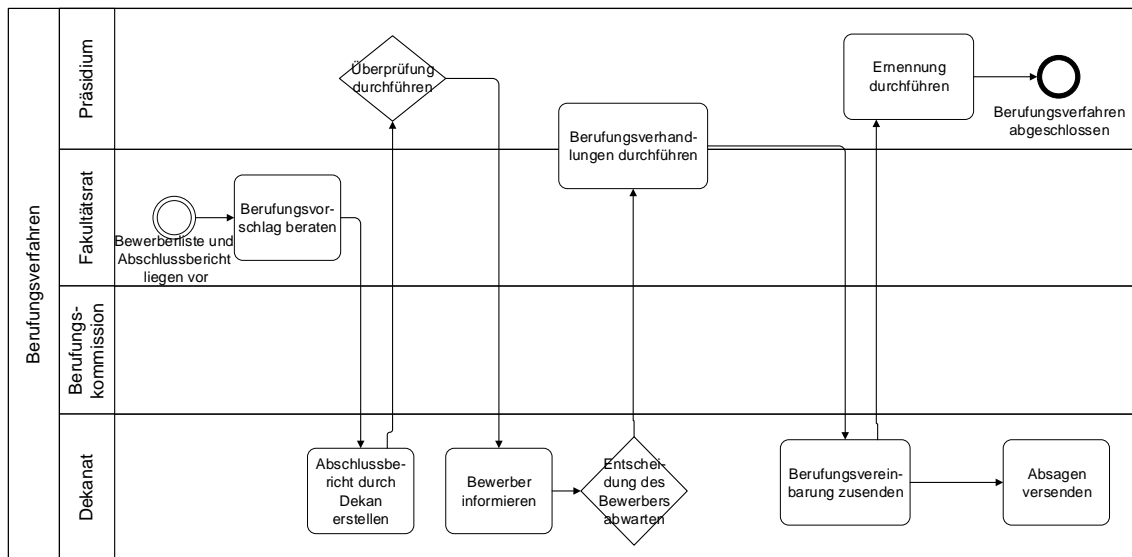 Berufungsverfahren
Präsidium
Überprüfung
durchführen
Berufungsverhand-
lungen durchführen
Ernennung
durchführen
Berufungsverfahren
abgeschlossen
Fakultätsrat
Bewerberliste und
Abschlussbericht
liegen vor
Berufungsvor-
schlag beraten
Berufungs-
kommission
Dekanat
Abschlussbe-
richt durch
Dekan
erstellen
Bewerber
informieren
Entschei-
dung des
Bewerbers
abwarten
Berufungsverein-
barung zusenden
Absagen
versenden